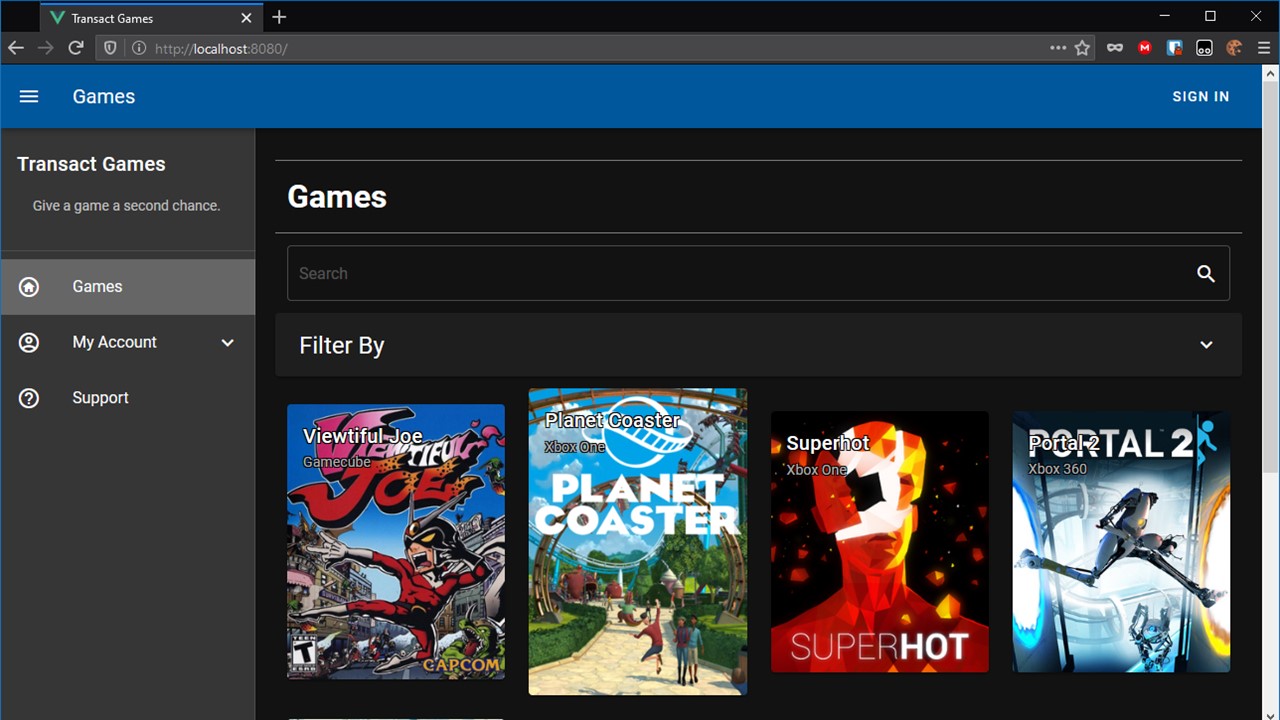 Transact Games
http://localhost:8080/
Games
SIGN IN
Transact Games
Give a game a second chance.
Games
My Account
Support
Games
Search
Filter By
Viewtiful Joe
Gamecube
VIEWTIFUL
JOE
TEEN
T
ESRB
CAPCOM
Planet Coaster
Xbox One
PLANET
COASTER
Superhot
Xbox One
SUPERHOT
Portal 2
Xbox 360
PORTAL 2